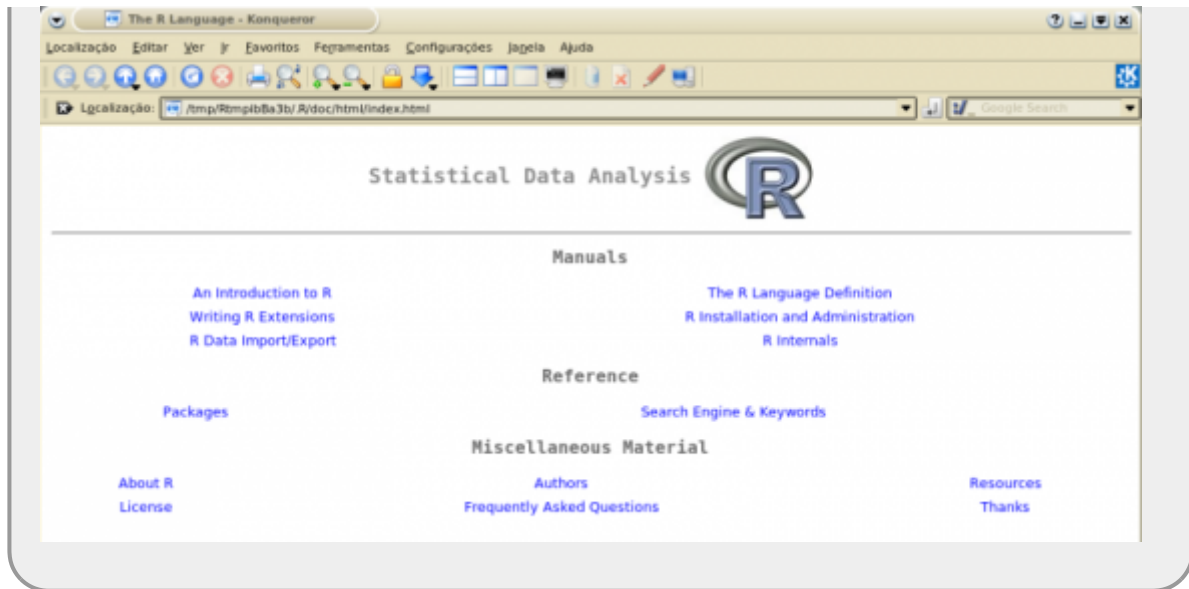 The R Language - Konqueror
Localização Editar Ver Ir Favoritos Ferramentas Configurações Janela Ajuda
Localização: /tmp/RtmpibBa3b/.R/doc/html/index.html Google Search
Statistical Data Analysis R
Manuals
An Introduction to R The R Language Definition
Writing R Extensions R Installation and Administration
R Data Import/Export R Internals
Reference
Packages Search Engine & Keywords
Miscellaneous Material
About R Authors Resources
License Frequently Asked Questions Thanks